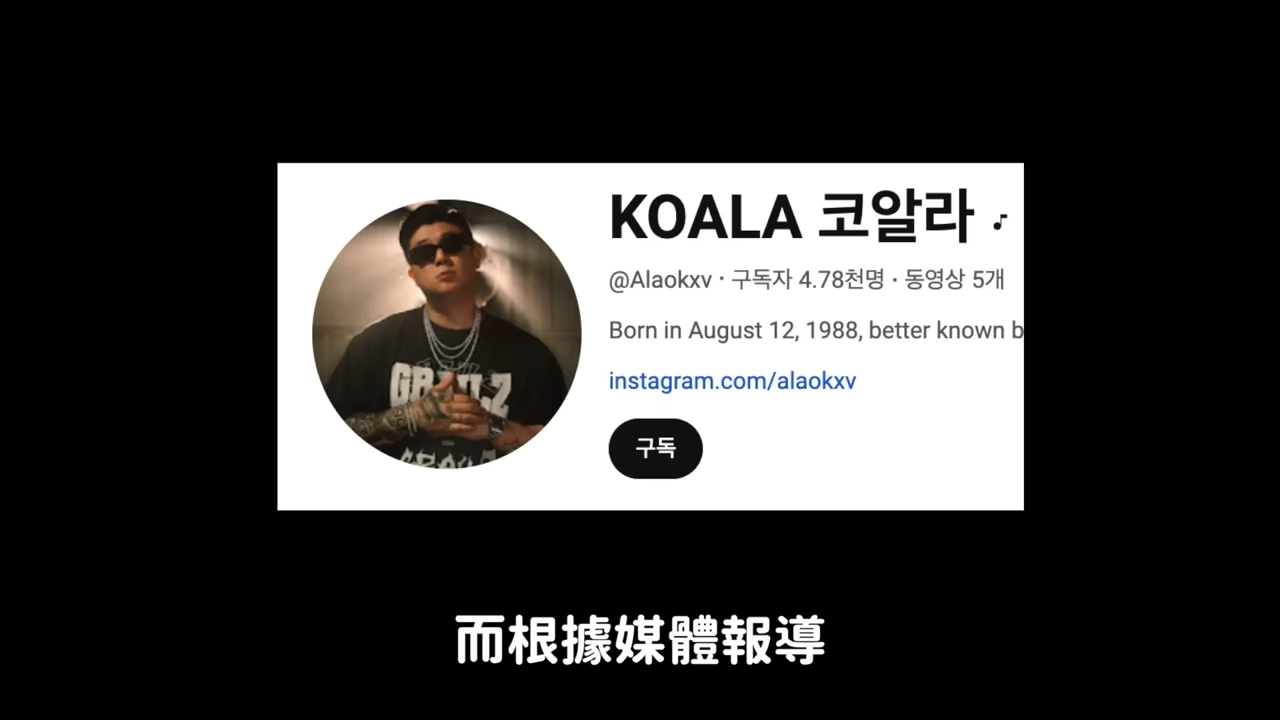 KOALA 코알라
@Alaokxv · 구독자 4.78천명 · 동영상 5개
Born in August 12, 1988, better known b
instagram.com/alaokxv
구독
而根據媒體報導